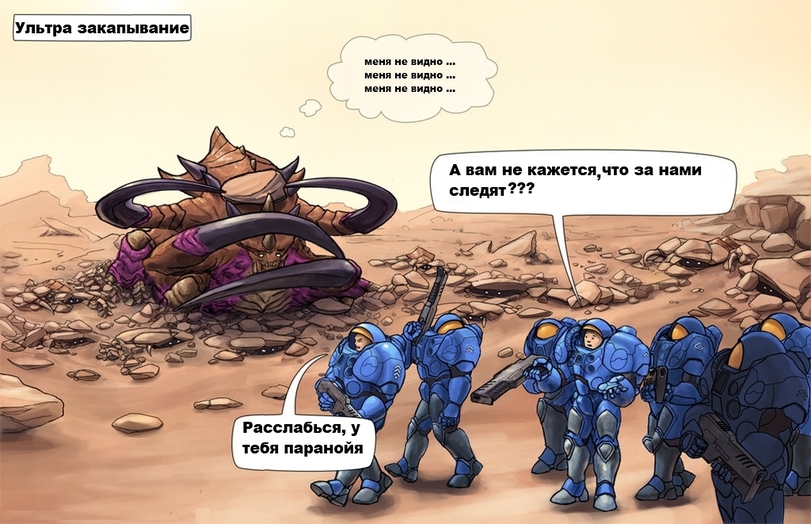 Ультра закапывание
меня не видно ...
меня не видно ...
меня не видно ...
А вам не кажется,что за нами
следят???
Расслабься, у
тебя паранойя